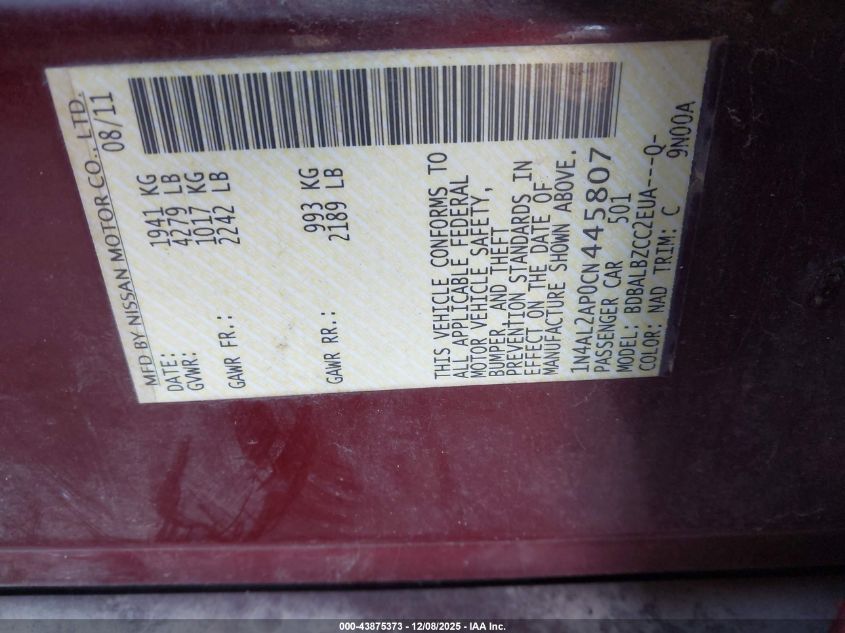 MFD BY NISSAN MOTOR CO., LTD.
DATE: 08/11
GVWR: 1941 KG
4279 LB
GAWR FR.: 1017 KG
2242 LB
GAWR RR.: 993 KG
2189 LB
THIS VEHICLE CONFORMS TO
ALL APPLICABLE FEDERAL
MOTOR VEHICLE SAFETY,
BUMPER, AND THEFT
PREVENTION STANDARDS IN
EFFECT ON THE DATE OF
MANUFACTURE SHOWN ABOVE.
1N4AL2AP0CN445807
PASSENGER CAR 501
MODEL: BDBALBZCC2EUA---Q-
COLOR: NAD TRIM: C 9N00A
000-43875373 - 12/08/2025 - IAA Inc.